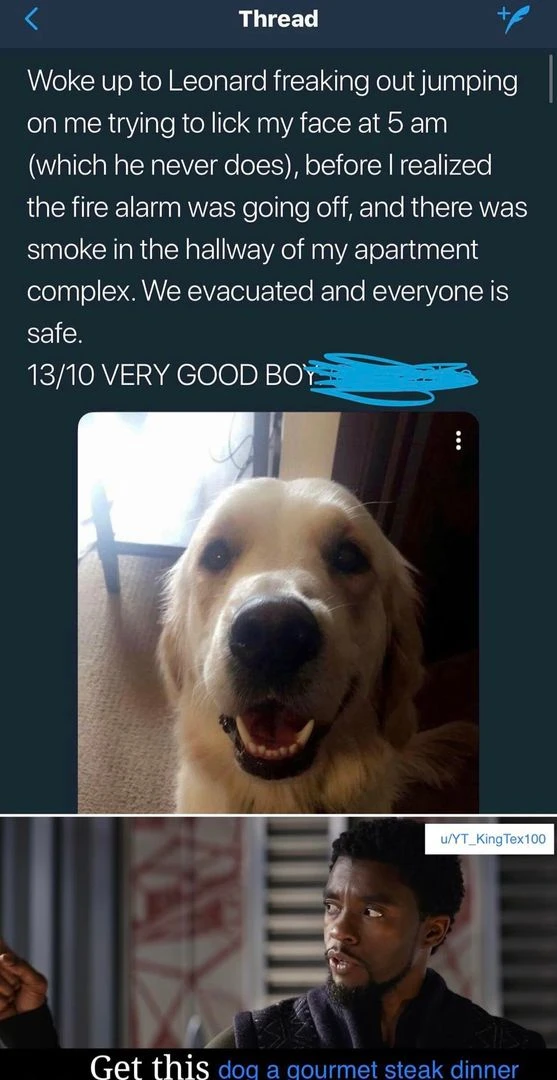 Thread
Woke up to Leonard freaking out jumping
on me trying to lick my face at 5 am
(which he never does), before I realized
the fire alarm was going off, and there was
smoke in the hallway of my apartment
complex. We evacuated and everyone is
safe.
13/10 VERY GOOD BOY
u/YT_KingTex100
Get this dog a gourmet steak dinner